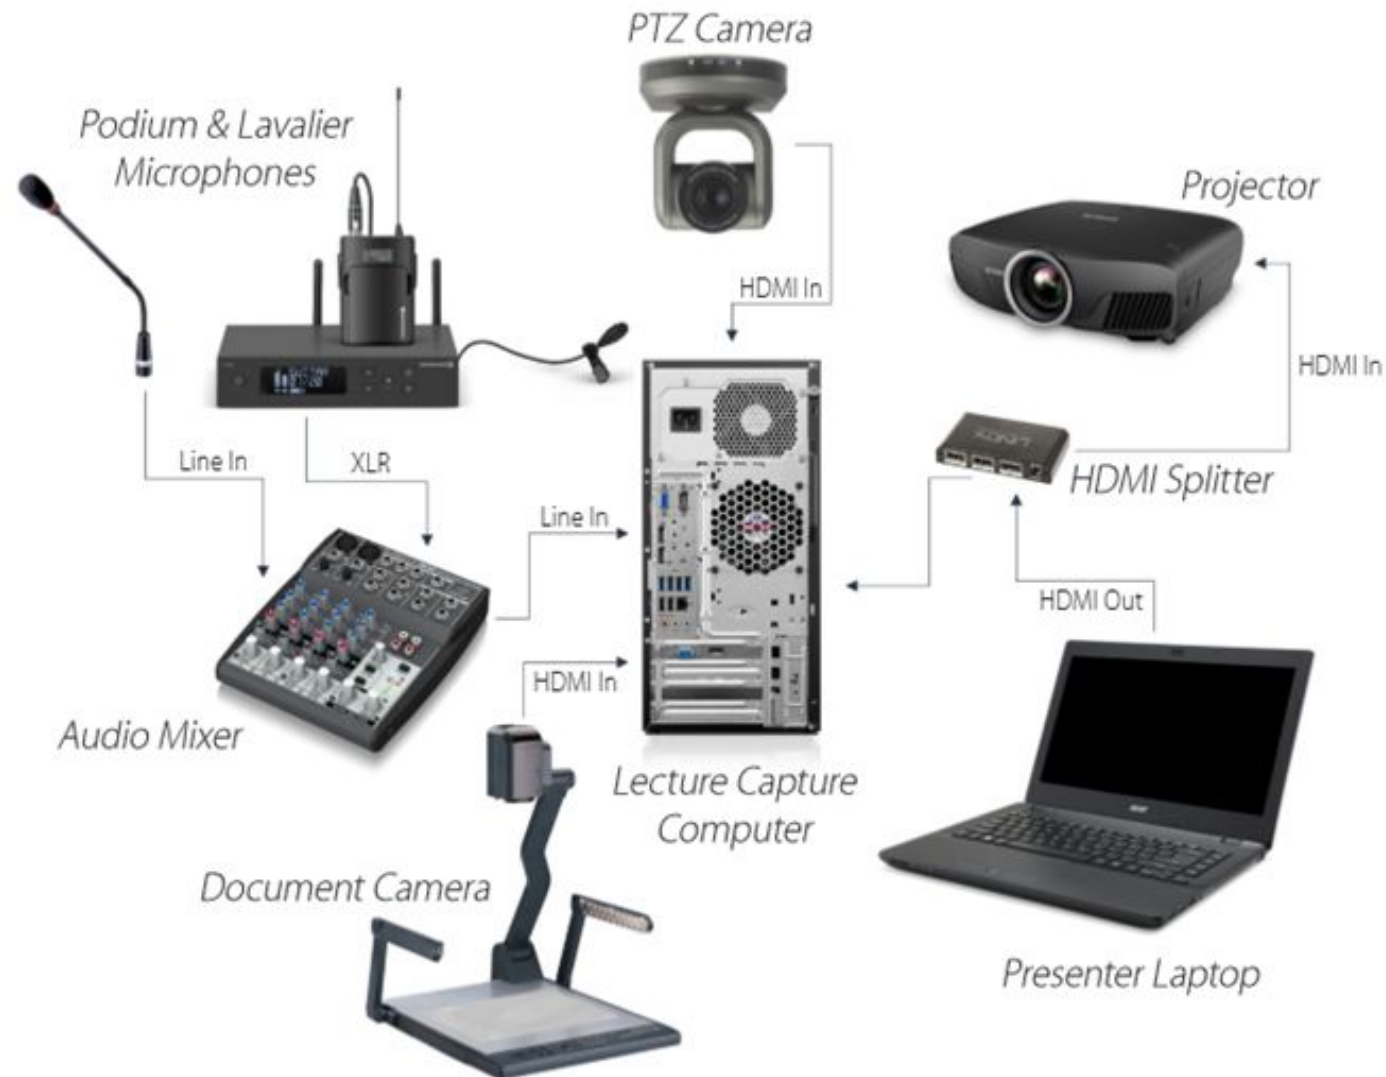 PTZ Camera
Podium & Lavalier
Microphones
Projector
HDMI In
HDMI In
Line In
XLR
HDMI Splitter
Line In
HDMI Out
HDMI In
Audio Mixer
Lecture Capture
Computer
Document Camera
Presenter Laptop